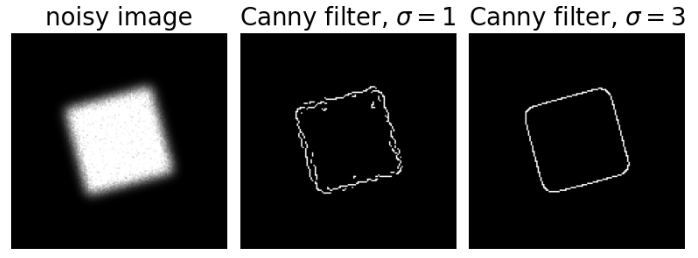 noisy image
Canny filter, σ = 1
Canny filter, σ = 3